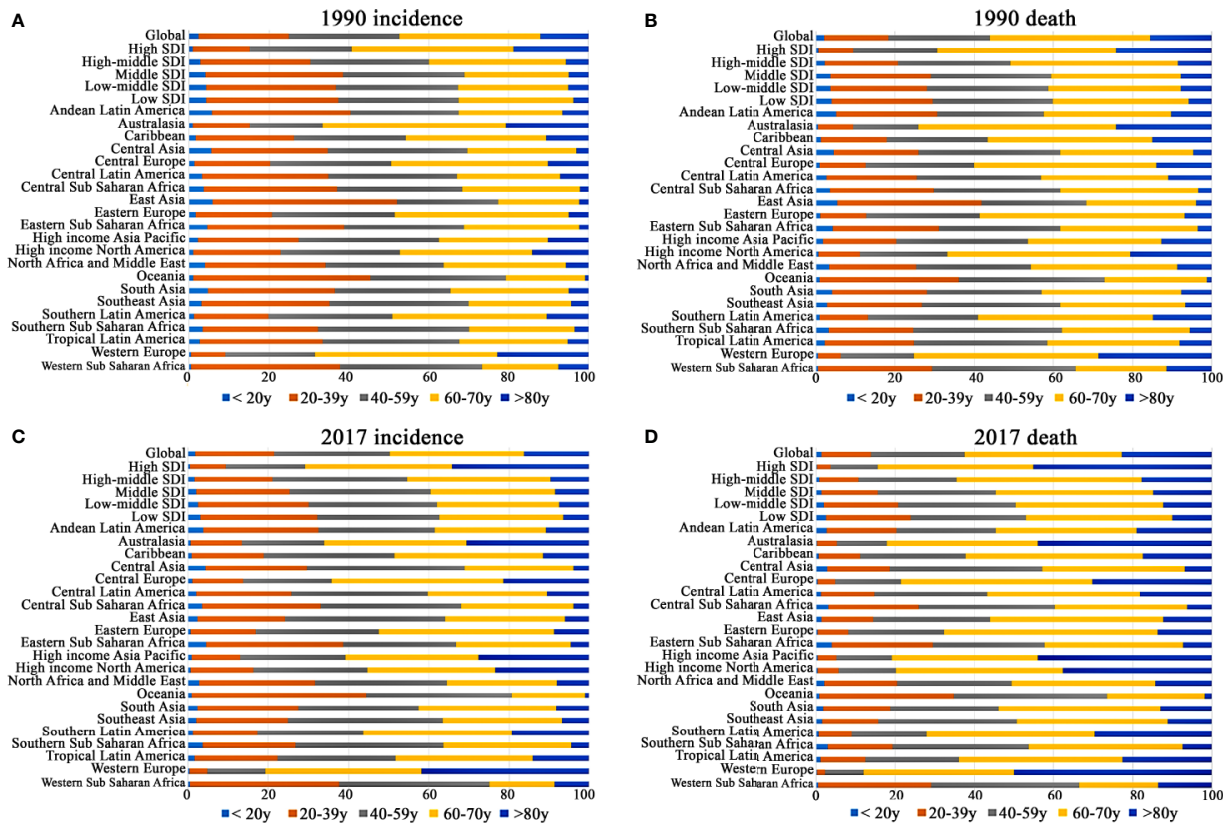 A
1990 incidence
Global
High SDI
High-middle SDI
Middle SDI
Low-middle SDI
Low SDI
Andean Latin America
Australasia
Caribbean
Central Asia
Central Europe
Central Latin America
Central Sub Saharan Africa
East Asia
Eastern Europe
Eastern Sub Saharan Africa
High income Asia Pacific
High income North America
North Africa and Middle East
Oceania
South Asia
Southeast Asia
Southern Latin America
Southern Sub Saharan Africa
Tropical Latin America
Western Europe
Western Sub Saharan Africa
0 20 40 60 80 100
< 20y 20-39y 40-59y 60-70y >80y
B
1990 death
Global
High SDI
High-middle SDI
Middle SDI
Low-middle SDI
Low SDI
Andean Latin America
Australasia
Caribbean
Central Asia
Central Europe
Central Latin America
Central Sub Saharan Africa
East Asia
Eastern Europe
Eastern Sub Saharan Africa
High income Asia Pacific
High income North America
North Africa and Middle East
Oceania
South Asia
Southeast Asia
Southern Latin America
Southern Sub Saharan Africa
Tropical Latin America
Western Europe
Western Sub Saharan Africa
0 20 40 60 80 100
< 20y 20-39y 40-59y 60-70y >80y
C
2017 incidence
Global
High SDI
High-middle SDI
Middle SDI
Low-middle SDI
Low SDI
Andean Latin America
Australasia
Caribbean
Central Asia
Central Europe
Central Latin America
Central Sub Saharan Africa
East Asia
Eastern Europe
Eastern Sub Saharan Africa
High income Asia Pacific
High income North America
North Africa and Middle East
Oceania
South Asia
Southeast Asia
Southern Latin America
Southern Sub Saharan Africa
Tropical Latin America
Western Europe
Western Sub Saharan Africa
0 20 40 60 80 100
< 20y 20-39y 40-59y 60-70y >80y
D
2017 death
Global
High SDI
High-middle SDI
Middle SDI
Low-middle SDI
Low SDI
Andean Latin America
Australasia
Caribbean
Central Asia
Central Europe
Central Latin America
Central Sub Saharan Africa
East Asia
Eastern Europe
Eastern Sub Saharan Africa
High income Asia Pacific
High income North America
North Africa and Middle East
Oceania
South Asia
Southeast Asia
Southern Latin America
Southern Sub Saharan Africa
Tropical Latin America
Western Europe
Western Sub Saharan Africa
0 20 40 60 80 100
< 20y 20-39y 40-59y 60-70y >80y